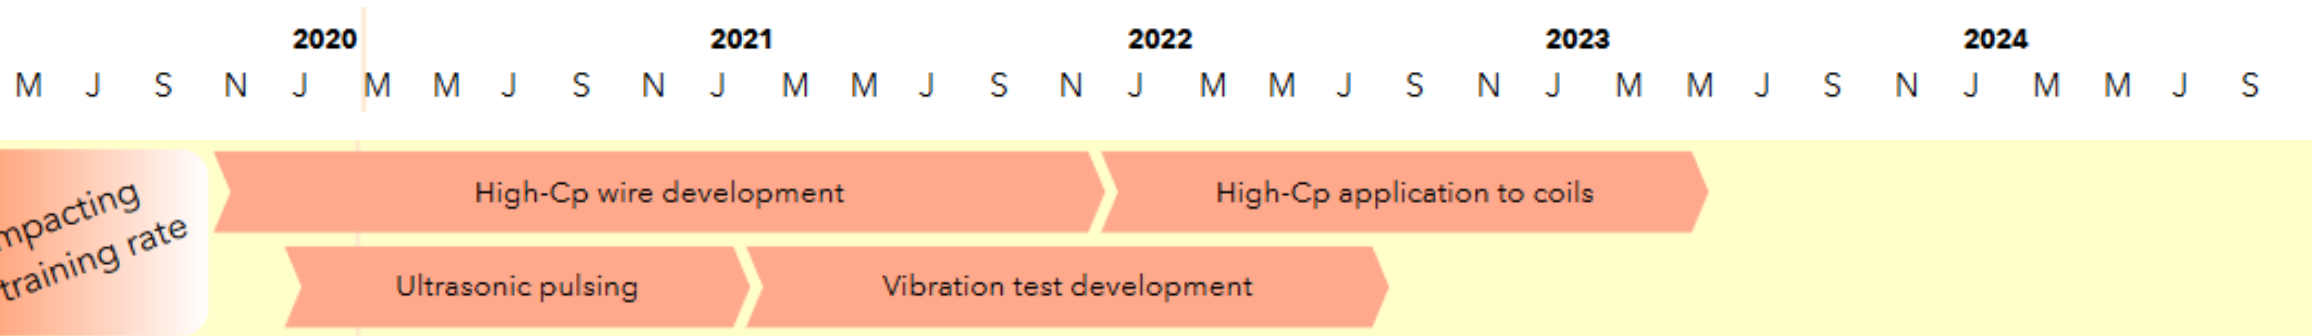 2020 2021 2022 2023 2024
M J S N J M M J S N J M M J S N J M M J S N J M M J S N J M M J S
High-Cp wire development High-Cp application to coils
mpacting
training rate
Ultrasonic pulsing Vibration test development